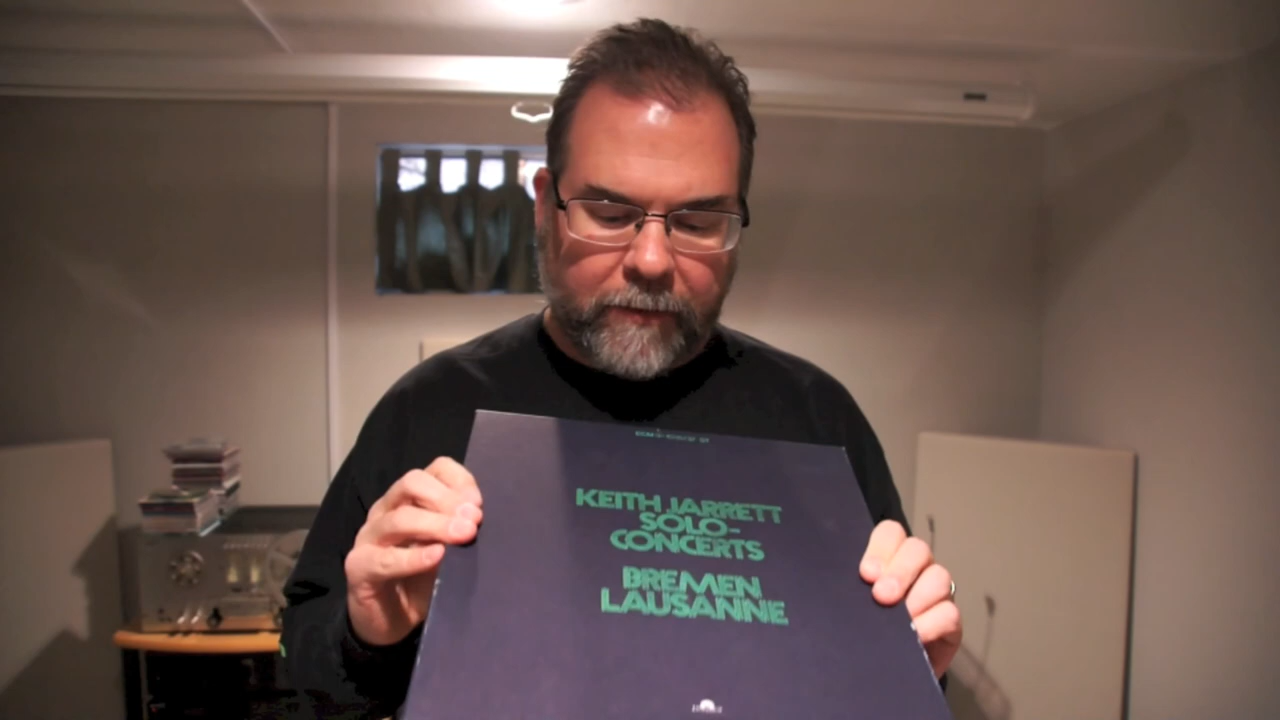 KEITH JARRETT
SOLO-
CONCERTS
BREMEN
LAUSANNE